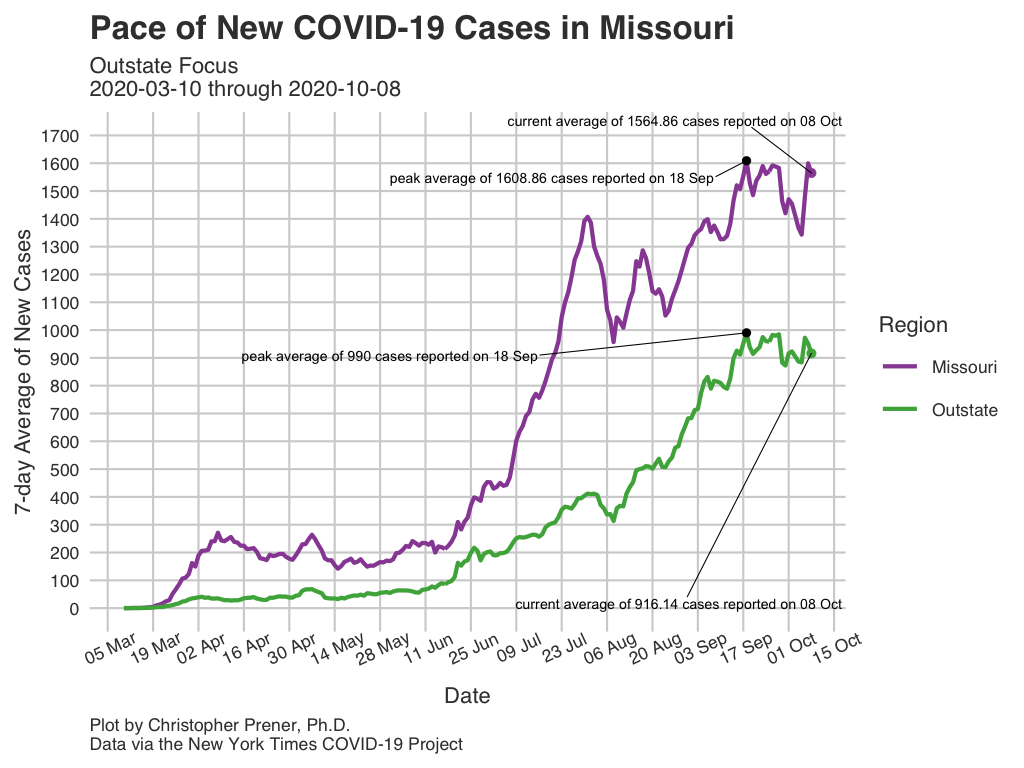 Pace of New COVID-19 Cases in Missouri
Outstate Focus
2020-03-10 through 2020-10-08
current average of 1564.86 cases reported on 08 Oct
peak average of 1608.86 cases reported on 18 Sep
peak average of 990 cases reported on 18 Sep
current average of 916.14 cases reported on 08 Oct
7-day Average of New Cases
1700
1600
1500
1400
1300
1200
1100
1000
900
800
700
600
500
400
300
200
100
0
05 Mar
19 Mar
02 Apr
16 Apr
30 Apr
14 May
28 May
11 Jun
25 Jun
09 Jul
23 Jul
06 Aug
20 Aug
03 Sep
17 Sep
01 Oct
15 Oct
Date
Region
Missouri
Outstate
Plot by Christopher Prener, Ph.D.
Data via the New York Times COVID-19 Project